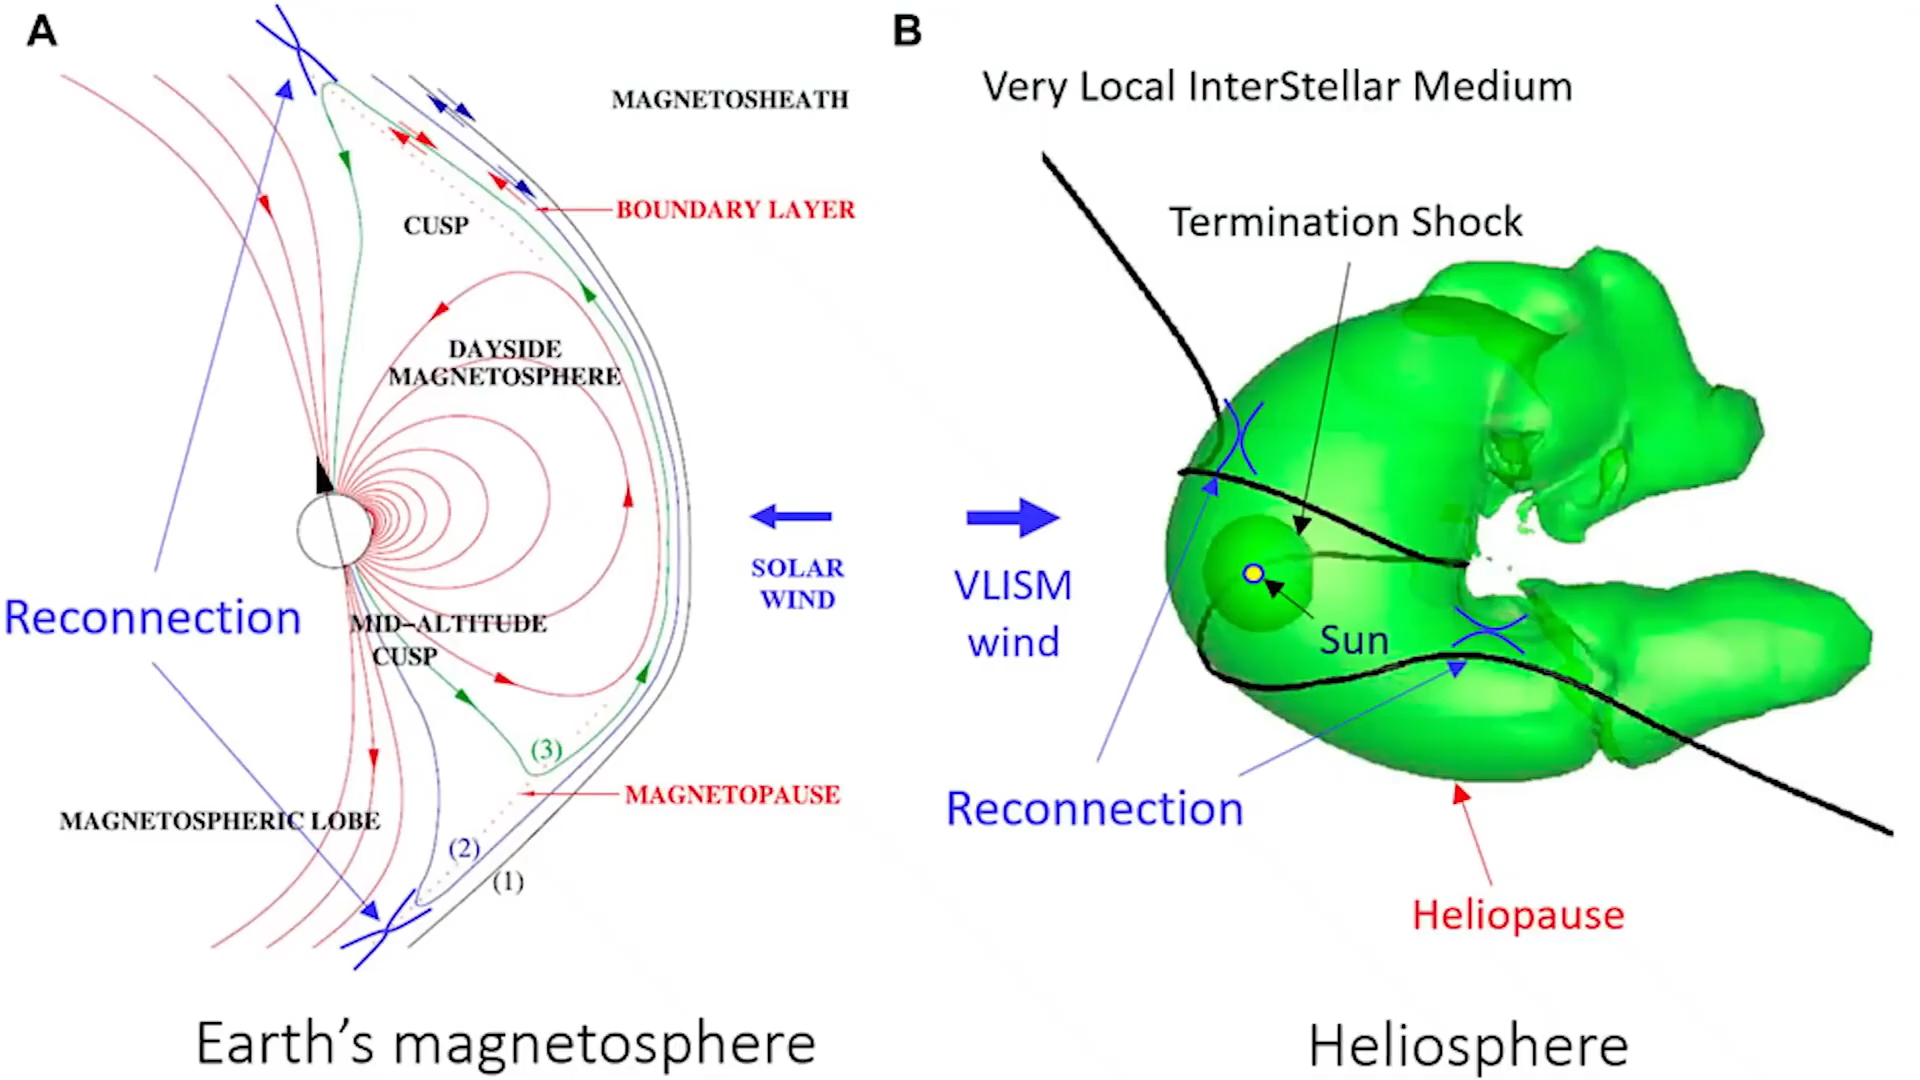 A
MAGNETOSHEATH
BOUNDARY LAYER
CUSP
DAYSIDE
MAGNETOSPHERE
SOLAR
WIND
Reconnection
MID-ALTITUDE
CUSP
(3)
MAGNETOPAUSE
MAGNETOSPHERIC LOBE
(2)
(1)
Earth's magnetosphere
B
Very Local InterStellar Medium
Termination Shock
VLISM
wind
Sun
Reconnection
Heliopause
Heliosphere